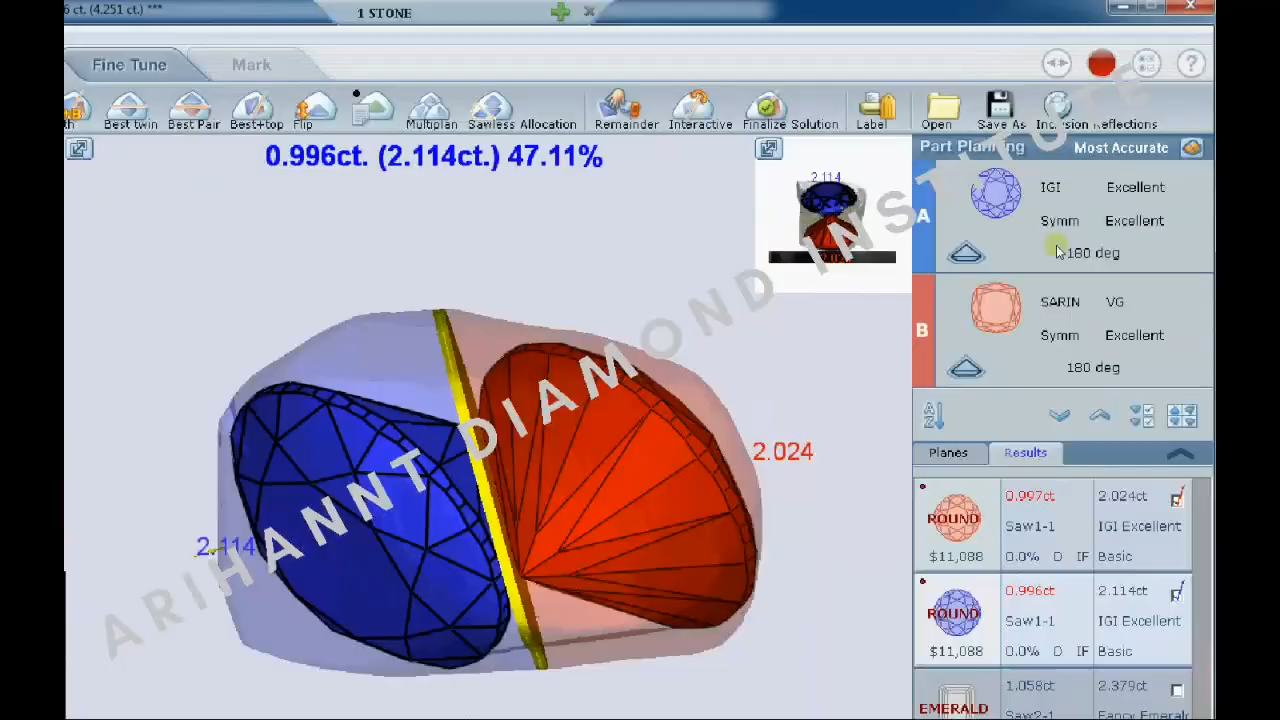 6 ct. (4.251 ct.) ***
1 STONE
Fine Tune
Mark
th
Best twin
Best Pair
Best+top
Flip
Multiplan
Sawless Allocation
Remainder
Interactive
Finalize Solution
Label
Open
Save As
Reflections
0.996ct. (2.114ct.) 47.11%
Part Planning
Most Accurate
2.114
A
IGI Excellent
Symm Excellent
180 deg
B
SARIN VG
Symm Excellent
180 deg
2.024
2.114
ARIHANNT DIAMOND INSTITUTE
A
Z
Planes
Results
ROUND
$11,088
0.997ct
Saw1-1
0.0% D IF
2.024ct
IGI Excellent
Basic
ROUND
$11,088
0.996ct
Saw1-1
0.0% D IF
2.114ct
IGI Excellent
Basic
EMERALD
1.058ct
Saw2-1
2.379ct
Fancy Emerald